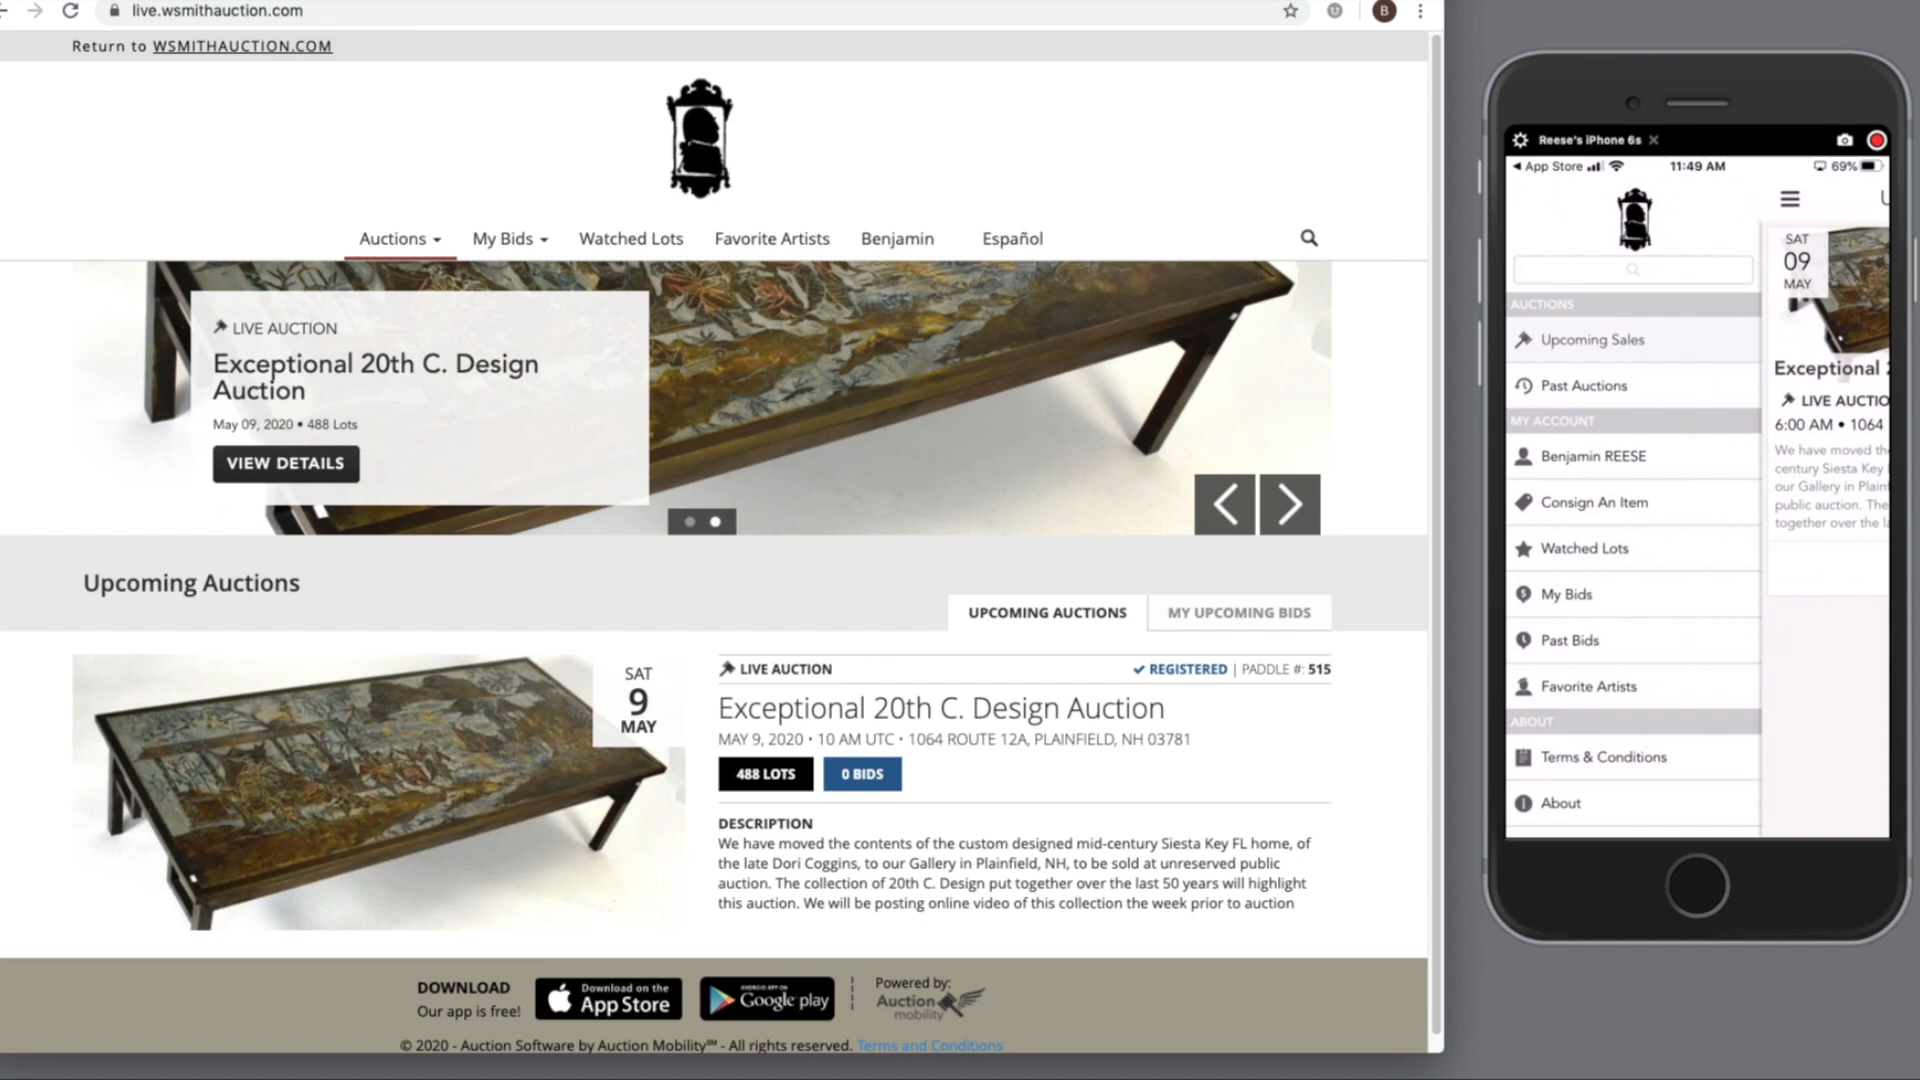 live.wsmithauction.com
B
Return to WSMITHAUCTION.COM
Auctions
My Bids
Watched Lots
Favorite Artists
Benjamin
Español
LIVE AUCTION
Exceptional 20th C. Design
Auction
May 09, 2020 • 488 Lots
VIEW DETAILS
Upcoming Auctions
UPCOMING AUCTIONS
MY UPCOMING BIDS
SAT
9
MAY
LIVE AUCTION
REGISTERED | PADDLE #: 515
Exceptional 20th C. Design Auction
MAY 9, 2020 • 10 AM UTC • 1064 ROUTE 12A, PLAINFIELD, NH 03781
488 LOTS
0 BIDS
DESCRIPTION
We have moved the contents of the custom designed mid-century Siesta Key FL home, of
the late Dori Coggins, to our Gallery in Plainfield, NH, to be sold at unreserved public
auction. The collection of 20th C. Design put together over the last 50 years will highlight
this auction. We will be posting online video of this collection the week prior to auction
DOWNLOAD
Our app is free!
Download on the
App Store
ANDROID APP ON
Google play
Powered by:
Auction
mobility
© 2020 - Auction Software by Auction Mobility℠ - All rights reserved. Terms and Conditions
Reese's iPhone 6s
App Store
11:49 AM
69%
AUCTIONS
Upcoming Sales
Past Auctions
MY ACCOUNT
Benjamin REESE
Consign An Item
Watched Lots
My Bids
Past Bids
Favorite Artists
ABOUT
Terms & Conditions
About
SAT
09
MAY
Exceptional
LIVE AUCTIO
6:00 AM • 1064
We have moved the
century Siesta Key
our Gallery in Plainf
public auction. The
together over the la